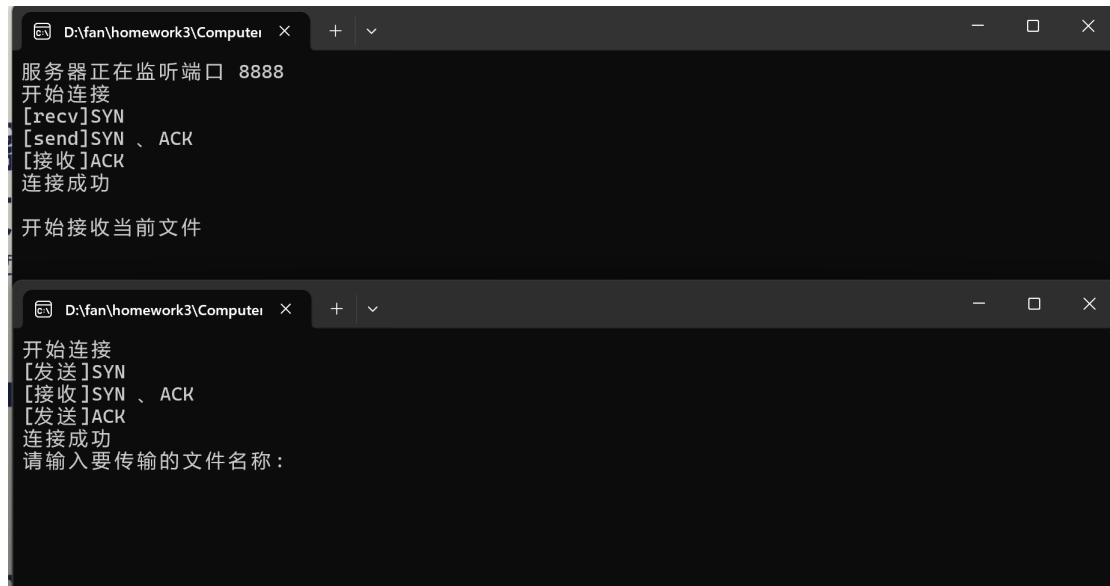 D:\fan\homework3\Computer
服务器正在监听端口 8888
开始连接
[recv]SYN
[send]SYN 、 ACK
[接收]ACK
连接成功
开始接收当前文件
D:\fan\homework3\Computer
开始连接
[发送]SYN
[接收]SYN 、 ACK
[发送]ACK
连接成功
请输入要传输的文件名称: